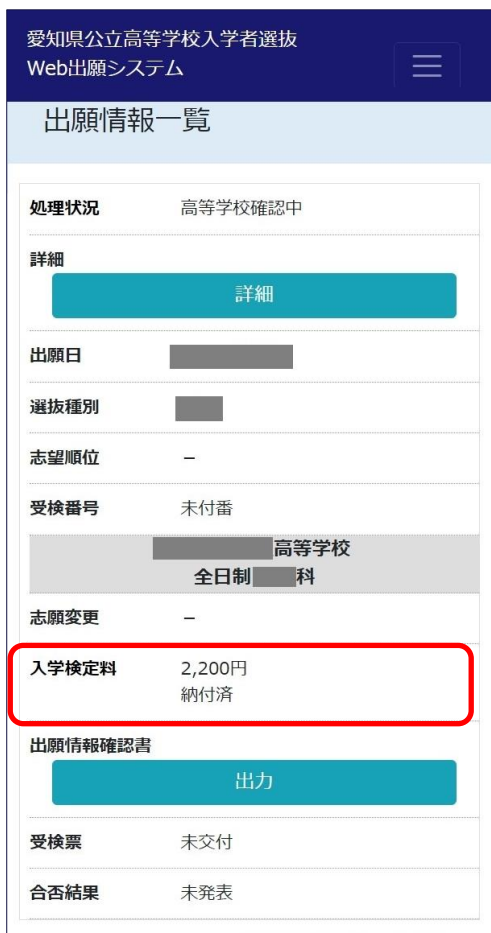 愛知県公立高等学校入学者選抜
Web出願システム
出願情報一覧
処理状況 高等学校確認中
詳細
詳細
出願日
選抜種別
志望順位 －
受検番号 未付番
高等学校
全日制 科
志願変更 －
入学検定料 2,200円
納付済
出願情報確認書
出力
受検票 未交付
合否結果 未発表